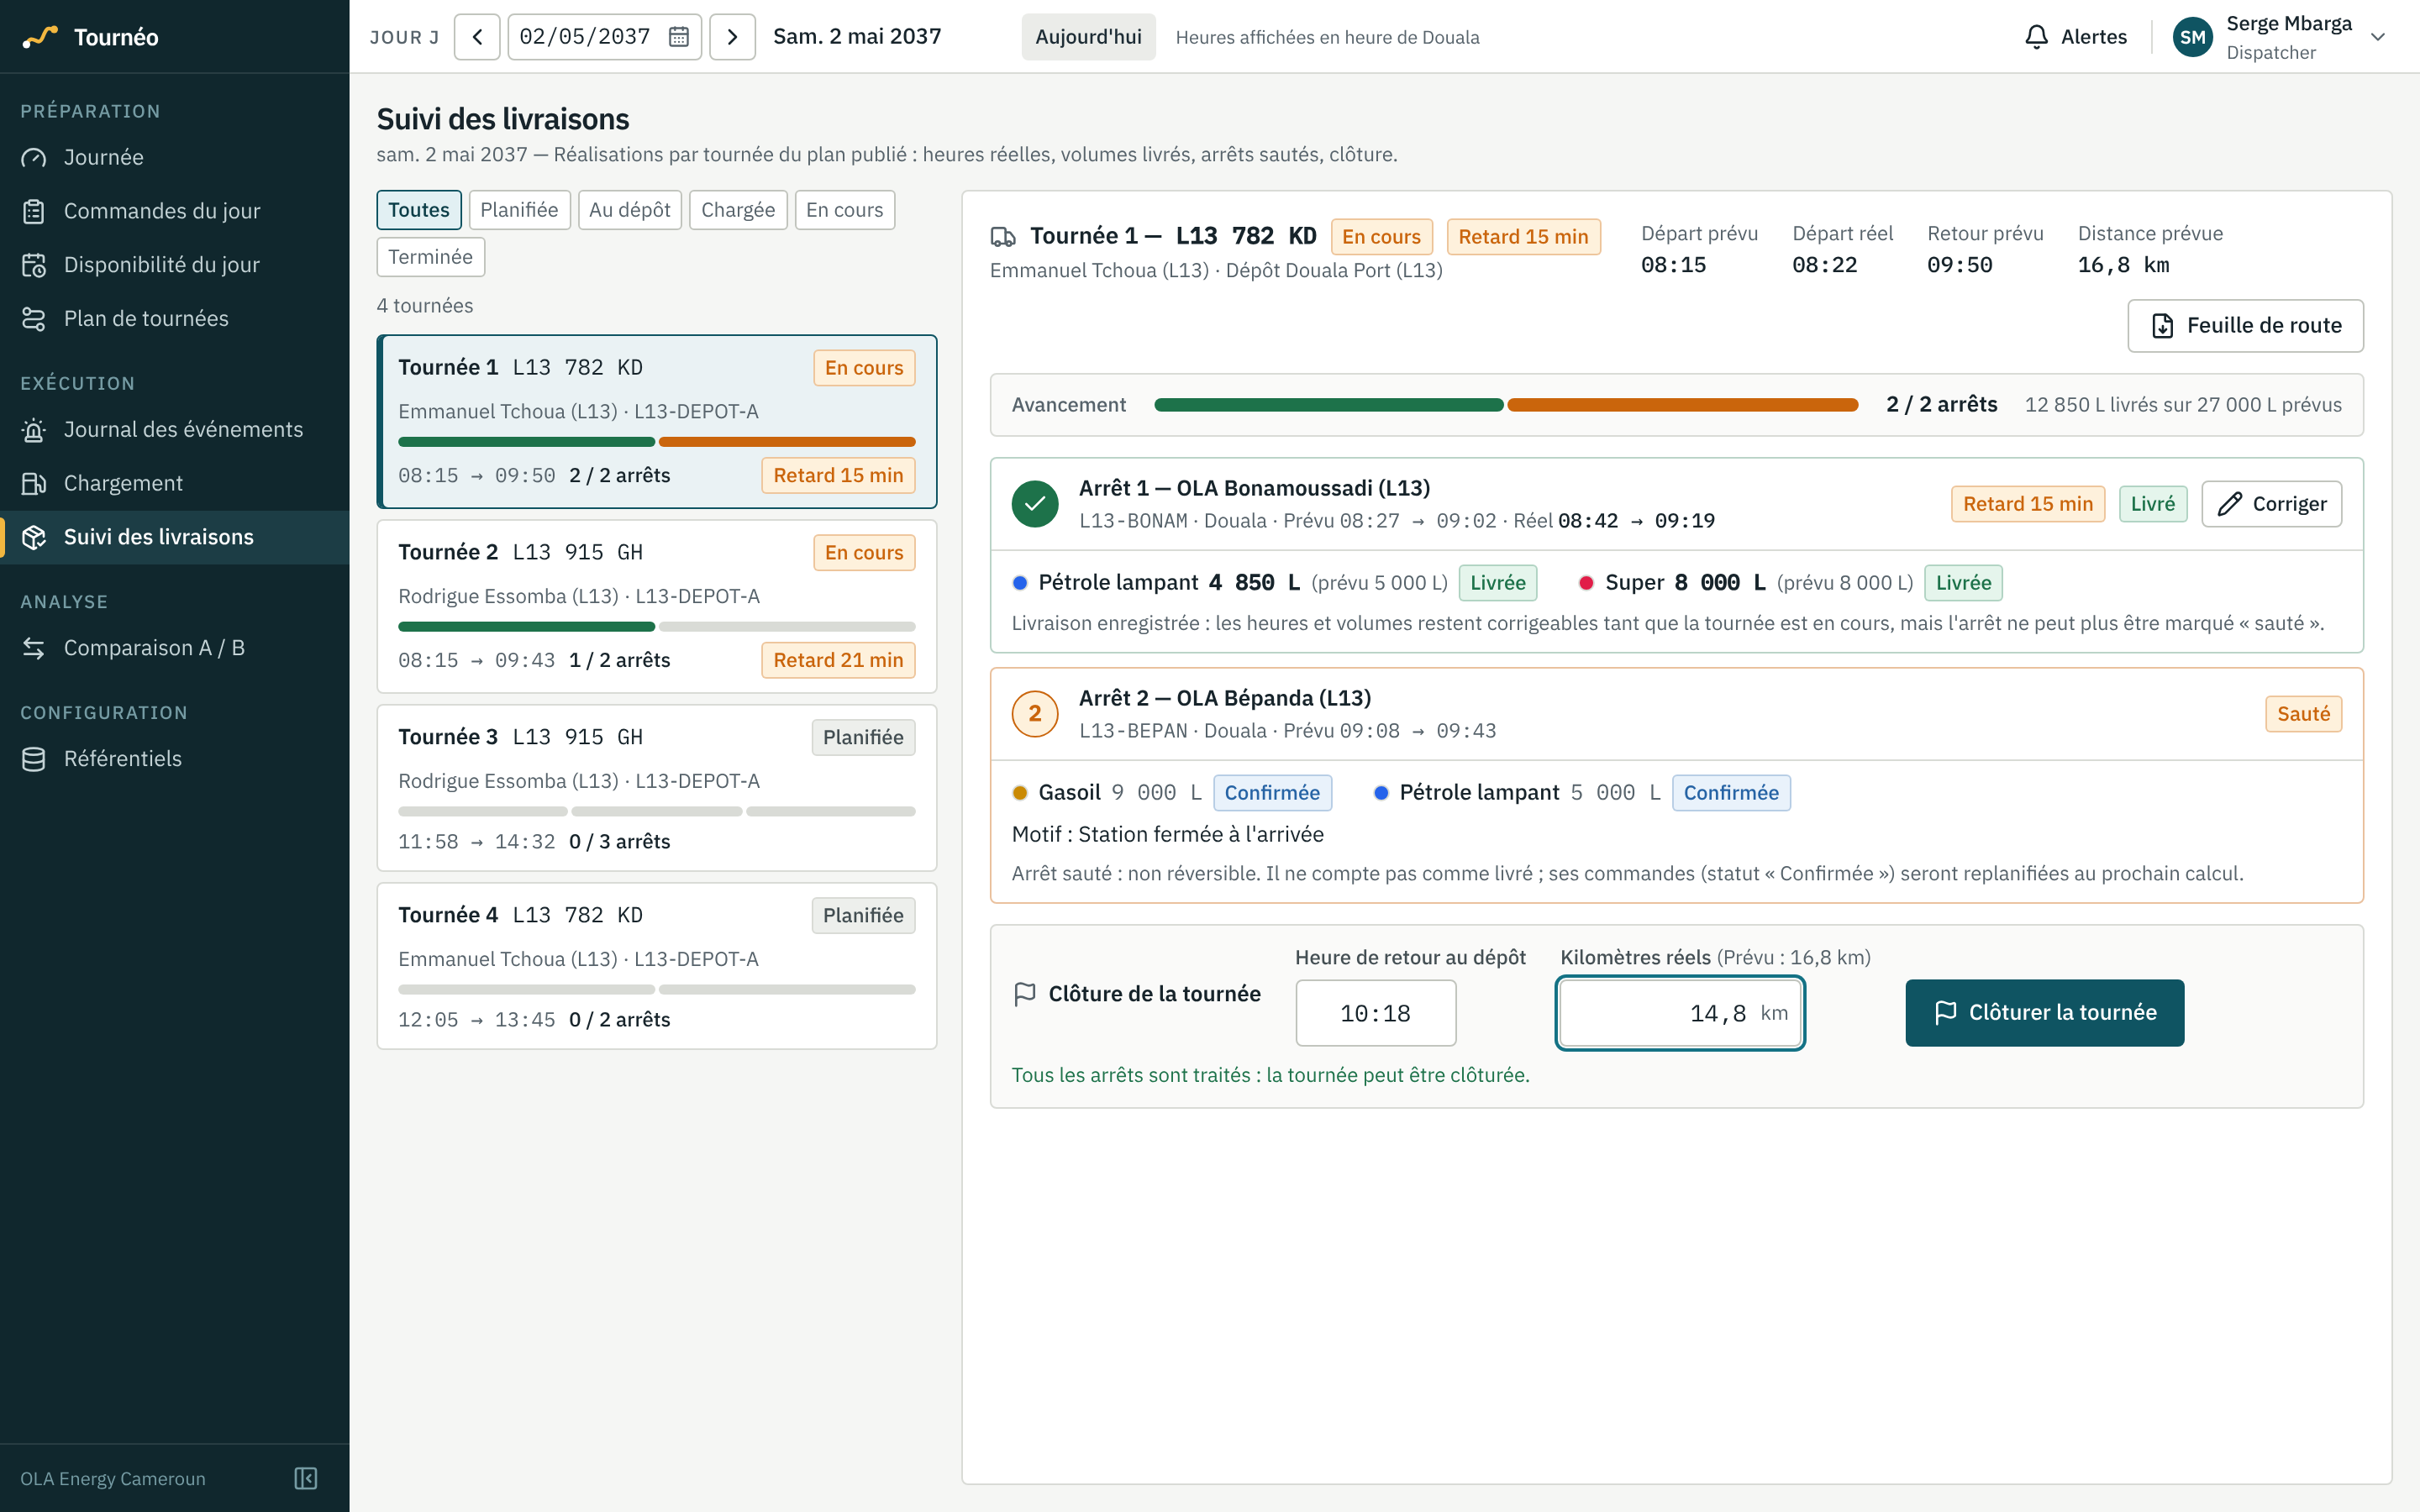 Tournéo
PRÉPARATION
Journée
Commandes du jour
Disponibilité du jour
Plan de tournées
EXÉCUTION
Journal des événements
Chargement
Suivi des livraisons
ANALYSE
Comparaison A / B
CONFIGURATION
Référentiels
OLA Energy Cameroun
JOUR J 02/05/2037 Sam. 2 mai 2037 Aujourd'hui Heures affichées en heure de Douala Alertes SM Serge Mbarga
Dispatcher
Suivi des livraisons
sam. 2 mai 2037 — Réalisations par tournée du plan publié : heures réelles, volumes livrés, arrêts sautés, clôture.
Toutes Planifiée Au dépôt Chargée En cours
Terminée
4 tournées
Tournée 1 L13 782 KD En cours
Emmanuel Tchoua (L13) · L13-DEPOT-A
08:15 → 09:50 2 / 2 arrêts Retard 15 min
Tournée 2 L13 915 GH En cours
Rodrigue Essomba (L13) · L13-DEPOT-A
08:15 → 09:43 1 / 2 arrêts Retard 21 min
Tournée 3 L13 915 GH Planifiée
Rodrigue Essomba (L13) · L13-DEPOT-A
11:58 → 14:32 0 / 3 arrêts
Tournée 4 L13 782 KD Planifiée
Emmanuel Tchoua (L13) · L13-DEPOT-A
12:05 → 13:45 0 / 2 arrêts
Tournée 1 — L13 782 KD En cours Retard 15 min
Emmanuel Tchoua (L13) · Dépôt Douala Port (L13)
Départ prévu Départ réel Retour prévu Distance prévue
08:15 08:22 09:50 16,8 km
Feuille de route
Avancement 2 / 2 arrêts 12 850 L livrés sur 27 000 L prévus
Arrêt 1 — OLA Bonamoussadi (L13)
L13-BONAM · Douala · Prévu 08:27 → 09:02 · Réel 08:42 → 09:19
Retard 15 min Livré Corriger
Pétrole lampant 4 850 L (prévu 5 000 L) Livrée Super 8 000 L (prévu 8 000 L) Livrée
Livraison enregistrée : les heures et volumes restent corrigeables tant que la tournée est en cours, mais l'arrêt ne peut plus être marqué « sauté ».
2 Arrêt 2 — OLA Bépanda (L13)
L13-BEPAN · Douala · Prévu 09:08 → 09:43
Sauté
Gasoil 9 000 L Confirmée Pétrole lampant 5 000 L Confirmée
Motif : Station fermée à l'arrivée
Arrêt sauté : non réversible. Il ne compte pas comme livré ; ses commandes (statut « Confirmée ») seront replanifiées au prochain calcul.
Clôture de la tournée
Heure de retour au dépôt Kilomètres réels (Prévu : 16,8 km)
10:18 14,8 km Clôturer la tournée
Tous les arrêts sont traités : la tournée peut être clôturée.